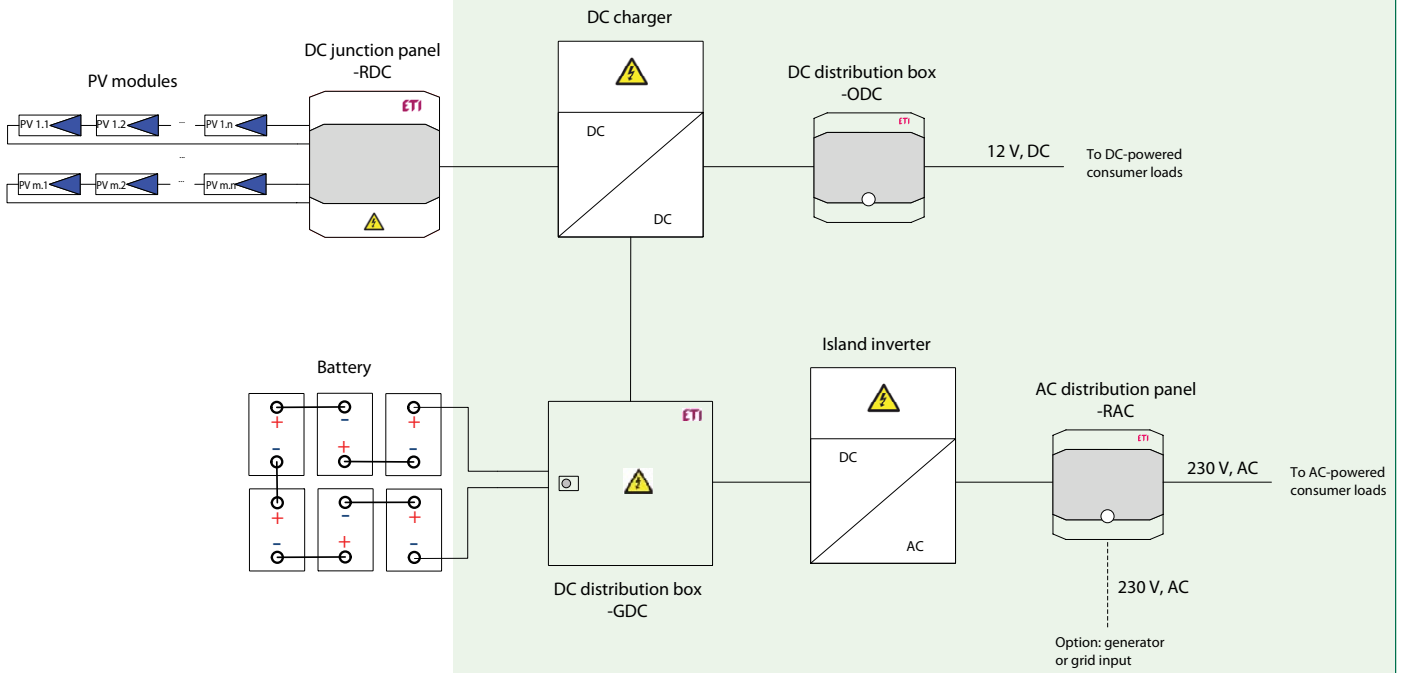 DC charger
DC junction panel
-RDC
PV modules
DC distribution box
-ODC
ETI
ETI
PV 1.1
PV 1.2
...
PV 1.n
DC
12 V, DC
To DC-powered
consumer loads
...
PV m.1
PV m.2
...
PV m.n
DC
Island inverter
Battery
AC distribution panel
-RAC
ETI
ETI
+
-
+
-
+
-
DC
230 V, AC
To AC-powered
consumer loads
+
-
+
-
+
-
AC
DC distribution box
-GDC
230 V, AC
Option: generator
or grid input